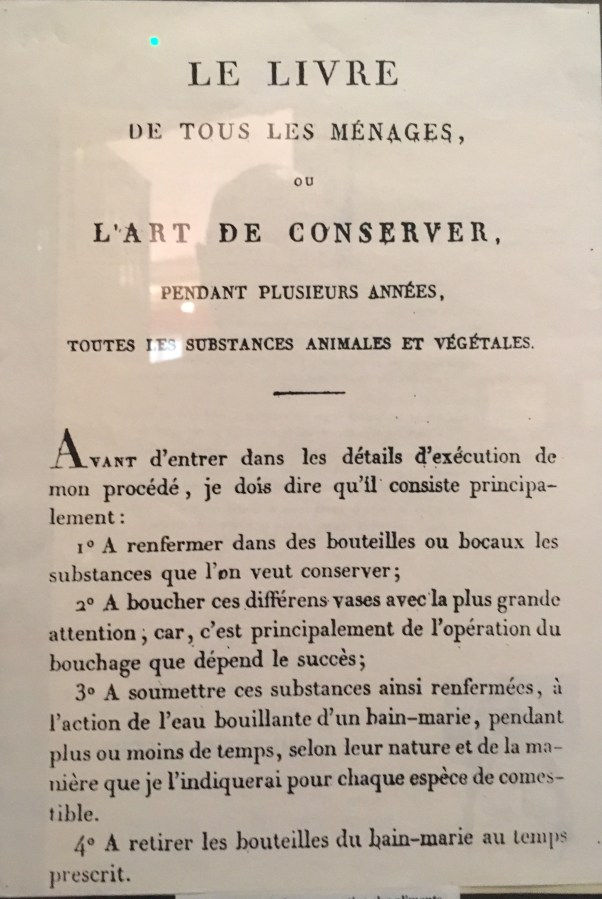 LE LIVRE
DE TOUS LES MÉNAGES,
OU
L'ART DE CONSERVER,
PENDANT PLUSIEURS ANNÉES,
TOUTES LES SUBSTANCES ANIMALES ET VÉGÉTALES.
AVANT d'entrer dans les détails d'exécution de
mon procédé, je dois dire qu'il consiste principa-
lement :
1º A renfermer dans des bouteilles ou bocaux les
substances que l'on veut conserver;
2º A boucher ces différens vases avec la plus grande
attention; car, c'est principalement de l'opération du
bouchage que dépend le succès;
3º A soumettre ces substances ainsi renfermées, à
l'action de l'eau bouillante d'un bain-marie, pendant
plus ou moins de temps, selon leur nature et de la ma-
nière que je l'indiquerai pour chaque espèce de comes-
tible.
4º A retirer les bouteilles du bain-marie au temps
prescrit.